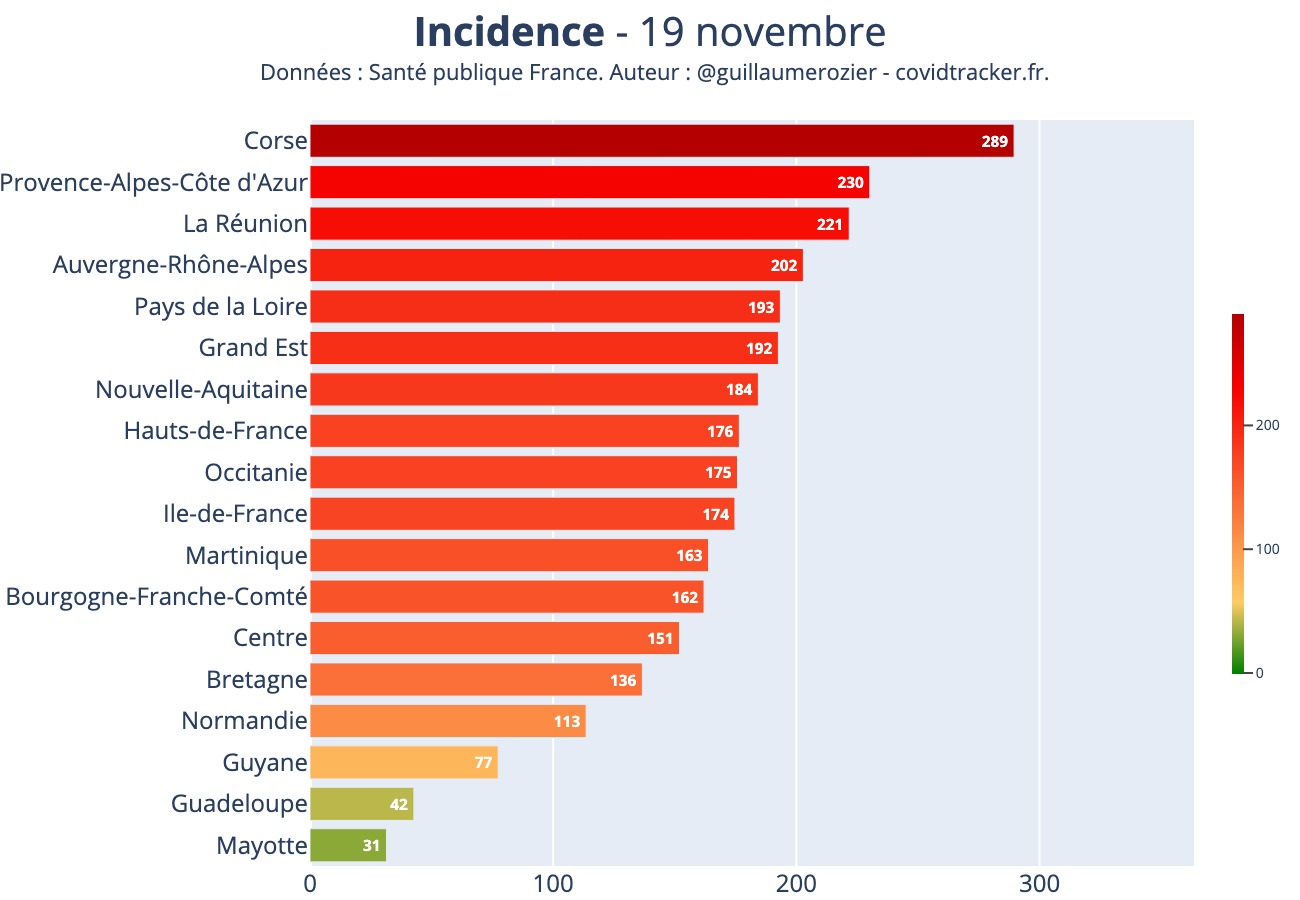 Incidence - 19 novembre
Données : Santé publique France. Auteur : @guillaumerozier - covidtracker.fr.
Corse 289
Provence-Alpes-Côte d'Azur 230
La Réunion 221
Auvergne-Rhône-Alpes 202
Pays de la Loire 193
Grand Est 192
Nouvelle-Aquitaine 184
Hauts-de-France 176
Occitanie 175
Ile-de-France 174
Martinique 163
Bourgogne-Franche-Comté 162
Centre 151
Bretagne 136
Normandie 113
Guyane 77
Guadeloupe 42
Mayotte 31
0 100 200 300
200
100
0